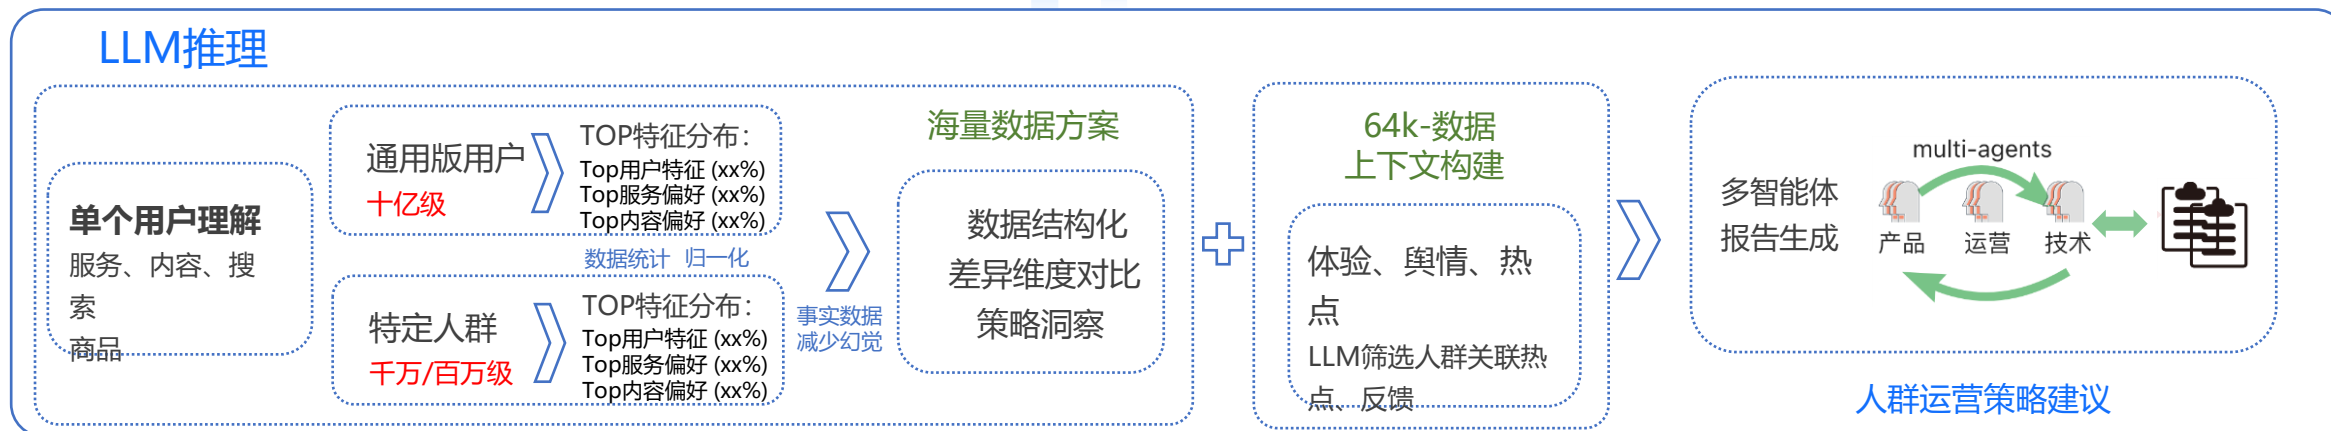 LLM推理
单个用户理解
服务、内容、搜
索
商品
通用版用户
十亿级
TOP特征分布：
Top用户特征 (xx%)
Top服务偏好 (xx%)
Top内容偏好 (xx%)
数据统计 归一化
特定人群
千万/百万级
TOP特征分布：
Top用户特征 (xx%)
Top服务偏好 (xx%)
Top内容偏好 (xx%)
事实数据
减少幻觉
海量数据方案
数据结构化
差异维度对比
策略洞察
64k-数据
上下文构建
体验、舆情、热
点
LLM筛选人群关联热
点、反馈
多智能体
报告生成
multi-agents
产品
运营
技术
人群运营策略建议